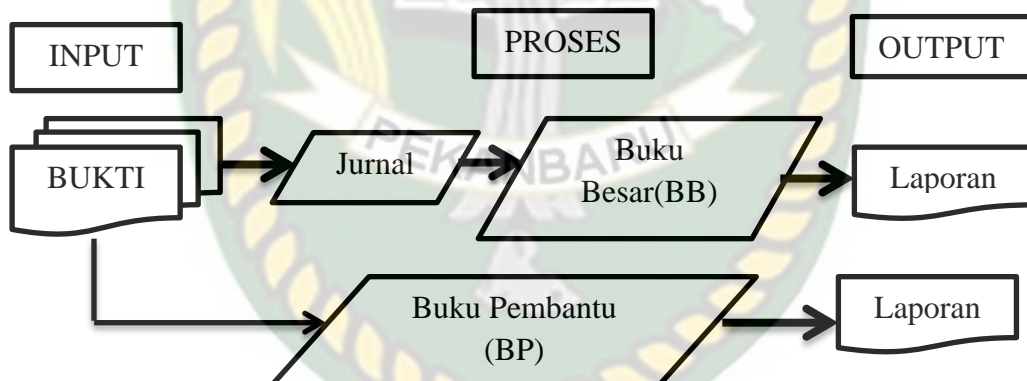 INPUT
PROSES
OUTPUT
BUKTI
Jurnal
Buku
Besar(BB)
Laporan
PEKANBARU
Buku Pembantu
(BP)
Laporan